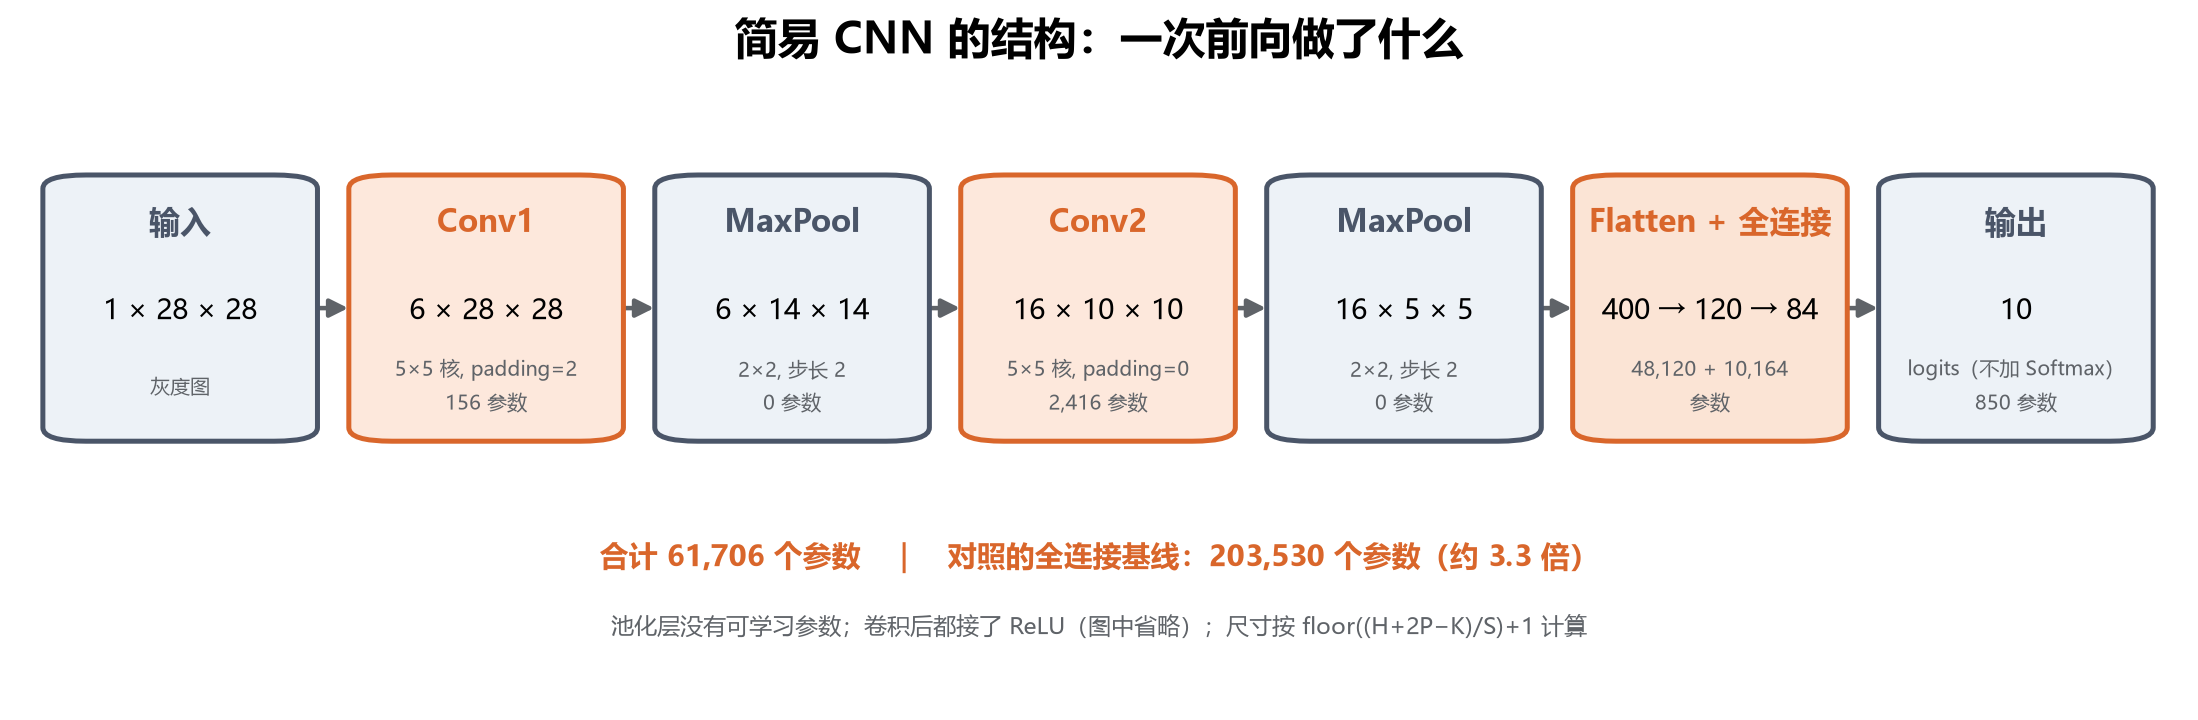 简易 CNN 的结构：一次前向做了什么
输入
1 × 28 × 28
灰度图
Conv1
6 × 28 × 28
5×5 核, padding=2
156 参数
MaxPool
6 × 14 × 14
2×2, 步长 2
0 参数
Conv2
16 × 10 × 10
5×5 核, padding=0
2,416 参数
MaxPool
16 × 5 × 5
2×2, 步长 2
0 参数
Flatten + 全连接
400 → 120 → 84
48,120 + 10,164
参数
输出
10
logits（不加 Softmax）
850 参数
合计 61,706 个参数 | 对照的全连接基线：203,530 个参数（约 3.3 倍）
池化层没有可学习参数；卷积后都接了 ReLU（图中省略）；尺寸按 floor((H+2P−K)/S)+1 计算